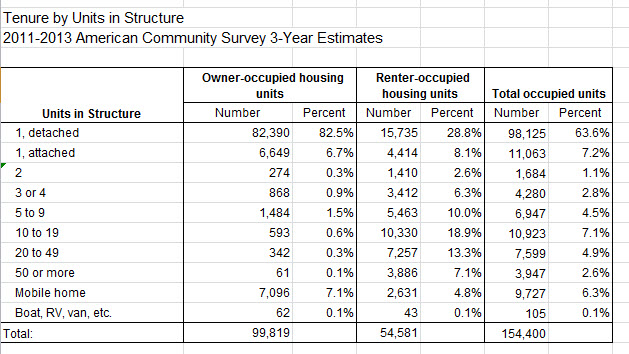 Tenure by Units in Structure
2011-2013 American Community Survey 3-Year Estimates
Owner-occupied housing units Renter-occupied housing units Total occupied units
Units in Structure Number Percent Number Percent Number Percent
1, detached 82,390 82.5% 15,735 28.8% 98,125 63.6%
1, attached 6,649 6.7% 4,414 8.1% 11,063 7.2%
2 274 0.3% 1,410 2.6% 1,684 1.1%
3 or 4 868 0.9% 3,412 6.3% 4,280 2.8%
5 to 9 1,484 1.5% 5,463 10.0% 6,947 4.5%
10 to 19 593 0.6% 10,330 18.9% 10,923 7.1%
20 to 49 342 0.3% 7,257 13.3% 7,599 4.9%
50 or more 61 0.1% 3,886 7.1% 3,947 2.6%
Mobile home 7,096 7.1% 2,631 4.8% 9,727 6.3%
Boat, RV, van, etc. 62 0.1% 43 0.1% 105 0.1%
Total: 99,819 54,581 154,400